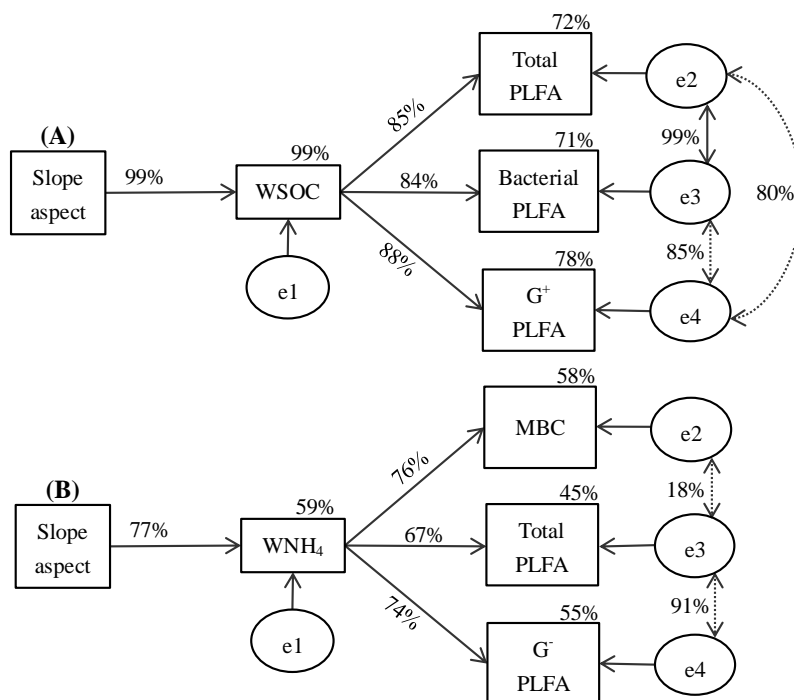 (A)
Slope
aspect
99%
WSOC
99%
e1
85%
84%
88%
72%
Total
PLFA
71%
Bacterial
PLFA
78%
G⁺
PLFA
e2
99%
e3
85%
e4
80%
(B)
Slope
aspect
77%
WNH₄
59%
e1
76%
67%
74%
58%
MBC
45%
Total
PLFA
55%
G⁻
PLFA
e2
18%
e3
91%
e4